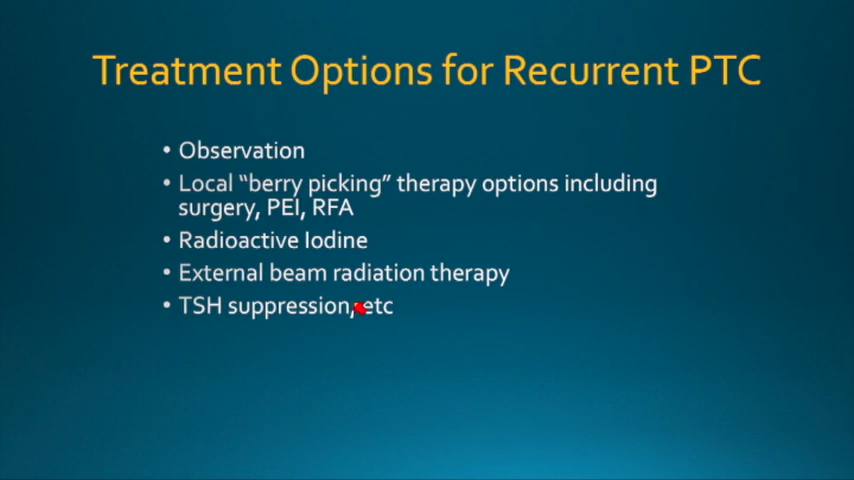 Treatment Options for Recurrent PTC
• Observation
• Local “berry picking” therapy options including
surgery, PEI, RFA
• Radioactive Iodine
• External beam radiation therapy
• TSH suppression, etc